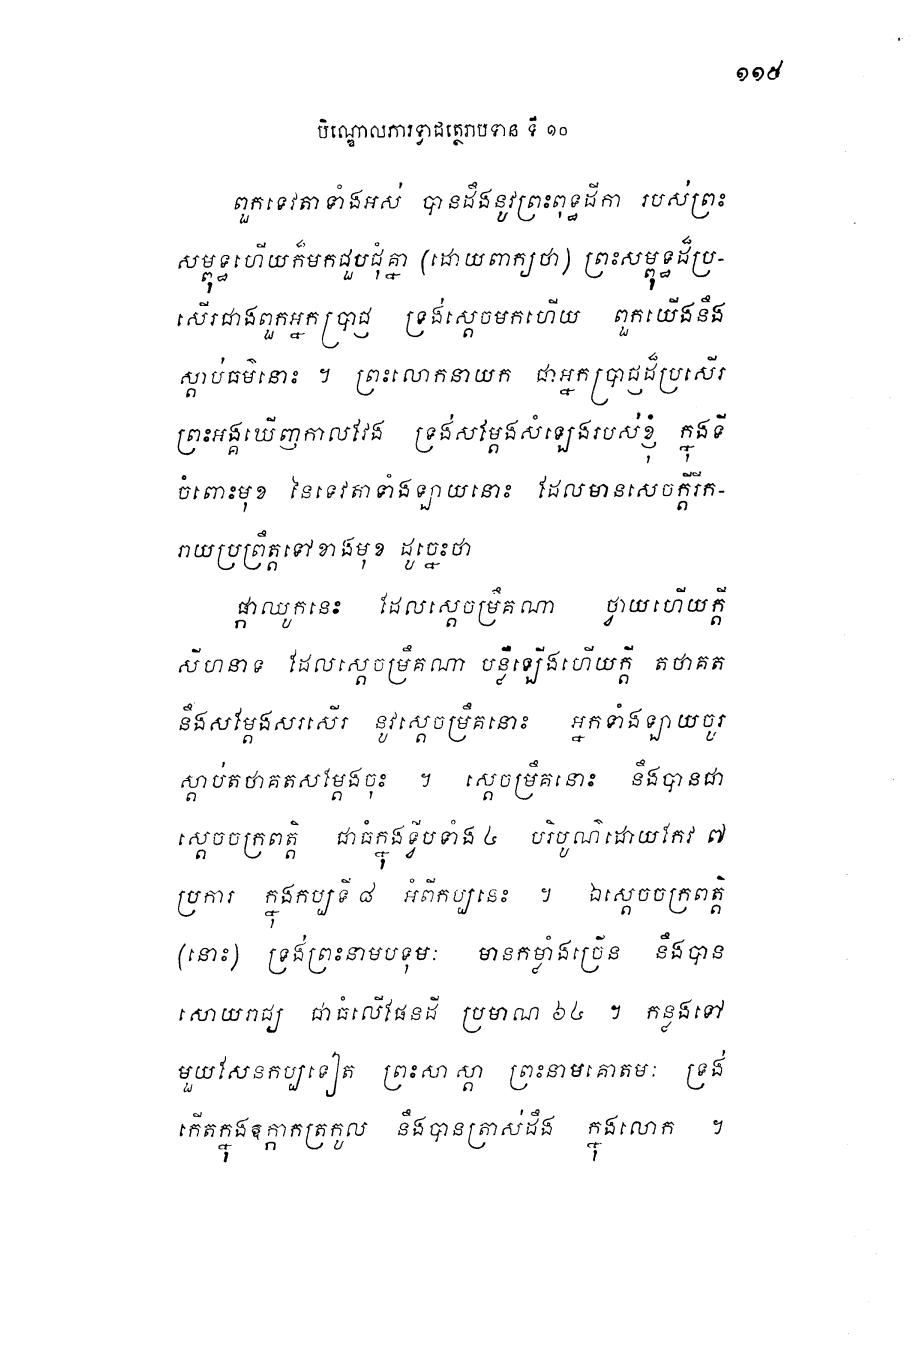 ១១៩
បិណ្ឌោលភារទ្វាជត្ថេរាបទាន ទី ១០
ពួកទេវតាទាំងអស់ បានដឹងនូវព្រះពុទ្ធដីកា របស់ព្រះ
សម្ពុទ្ធហើយក៏មកជួបជុំគ្នា (ដោយពាក្យថា) ព្រះសម្ពុទ្ធដ៏ប្រ-
សើរជាងពួកអ្នកប្រាជ្ញ ទ្រង់ស្តេចមកហើយ ពួកយើងនឹង
ស្តាប់ធម៌នោះ ។ ព្រះលោកនាយក ជាអ្នកប្រាជ្ញដ៏ប្រសើរ
ព្រះអង្គឃើញកាលវែង ទ្រង់សម្តែងសំឡេងរបស់ខ្ញុំ ក្នុងទី
ចំពោះមុខ នៃទេវតាទាំងឡាយនោះ ដែលមានសេចក្តីរីក-
រាយប្រព្រឹត្តទៅខាងមុខ ដូច្នេះថា
ផ្កាឈូកនេះ ដែលស្តេចម្រឹគណា ថ្វាយហើយក្តី
សីហនាទ ដែលស្តេចម្រឹគណា បន្លឺឡើងហើយក្តី តថាគត
នឹងសម្តែងសរសើរ នូវស្តេចម្រឹគនោះ អ្នកទាំងឡាយចូរ
ស្តាប់តថាគតសម្តែងចុះ ។ ស្តេចម្រឹគនោះ នឹងបានជា
ស្តេចចក្រពត្តិ ជាធំក្នុងទ្វីបទាំង ៤ បរិបូណ៌ដោយកែវ ៧
ប្រការ ក្នុងកប្បទី ៨ អំពីកប្បនេះ ។ ឯស្តេចចក្រពត្តិ
(នោះ) ទ្រង់ព្រះនាមបទុមៈ មានកម្លាំងច្រើន នឹងបាន
សោយរាជ្យ ជាធំលើផែនដី ប្រមាណ ៦៤ ។ កន្លងទៅ
មួយសែនកប្បទៀត ព្រះសាស្តា ព្រះនាមគោតមៈ ទ្រង់
កើតក្នុងឧក្កាកត្រកូល នឹងបានត្រាស់ដឹង ក្នុងលោក ។